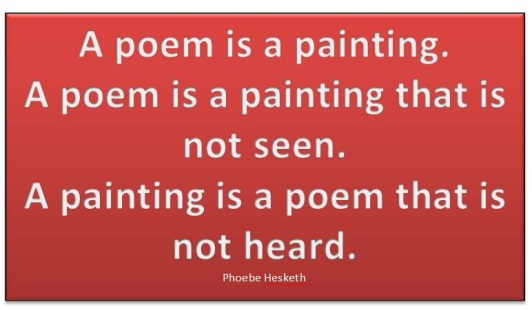 A poem is a painting.
A poem is a painting that is
not seen.
A painting is a poem that is
not heard.
Phoebe Hesketh